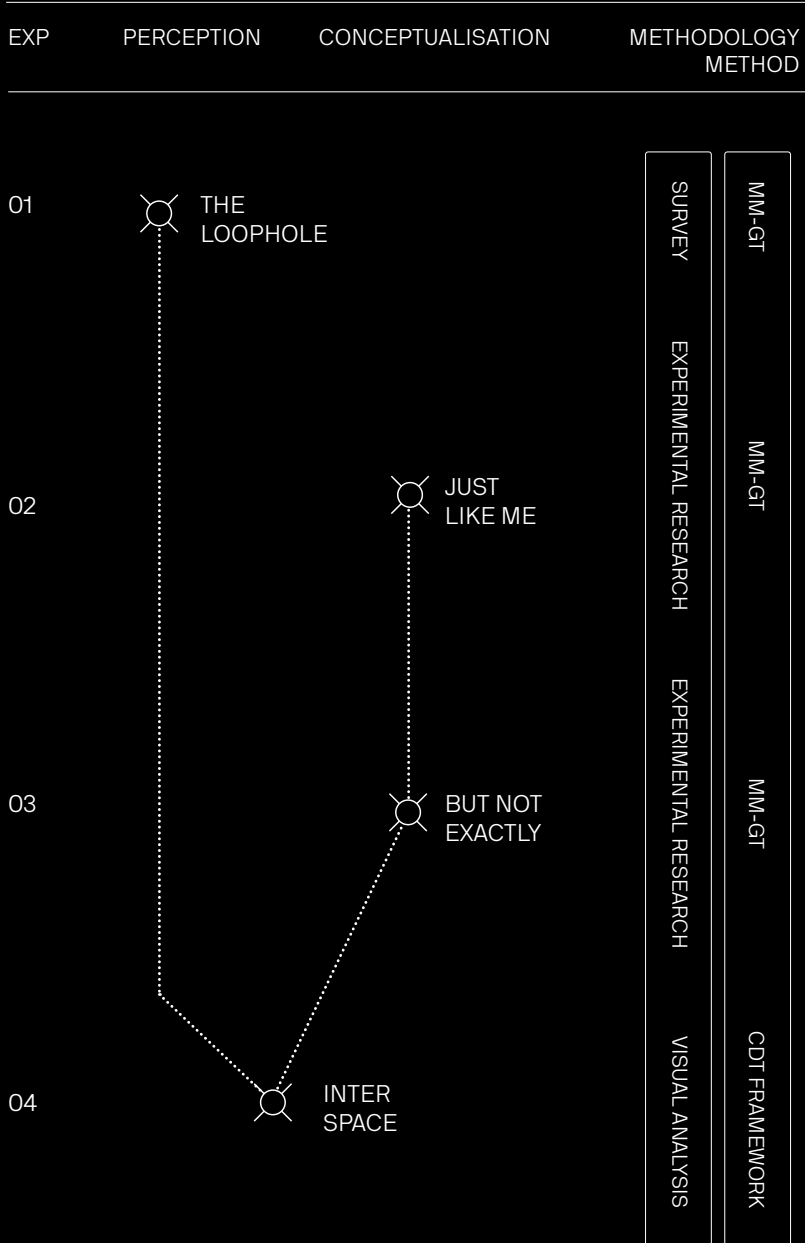 EXP
PERCEPTION
CONCEPTUALISATION
METHODOLOGY
METHOD
01
THE
LOOPHOLE
SURVEY
MM-GT
02
JUST
LIKE ME
EXPERIMENTAL RESEARCH
MM-GT
03
BUT NOT
EXACTLY
EXPERIMENTAL RESEARCH
MM-GT
04
INTER
SPACE
VISUAL ANALYSIS
CDT FRAMEWORK